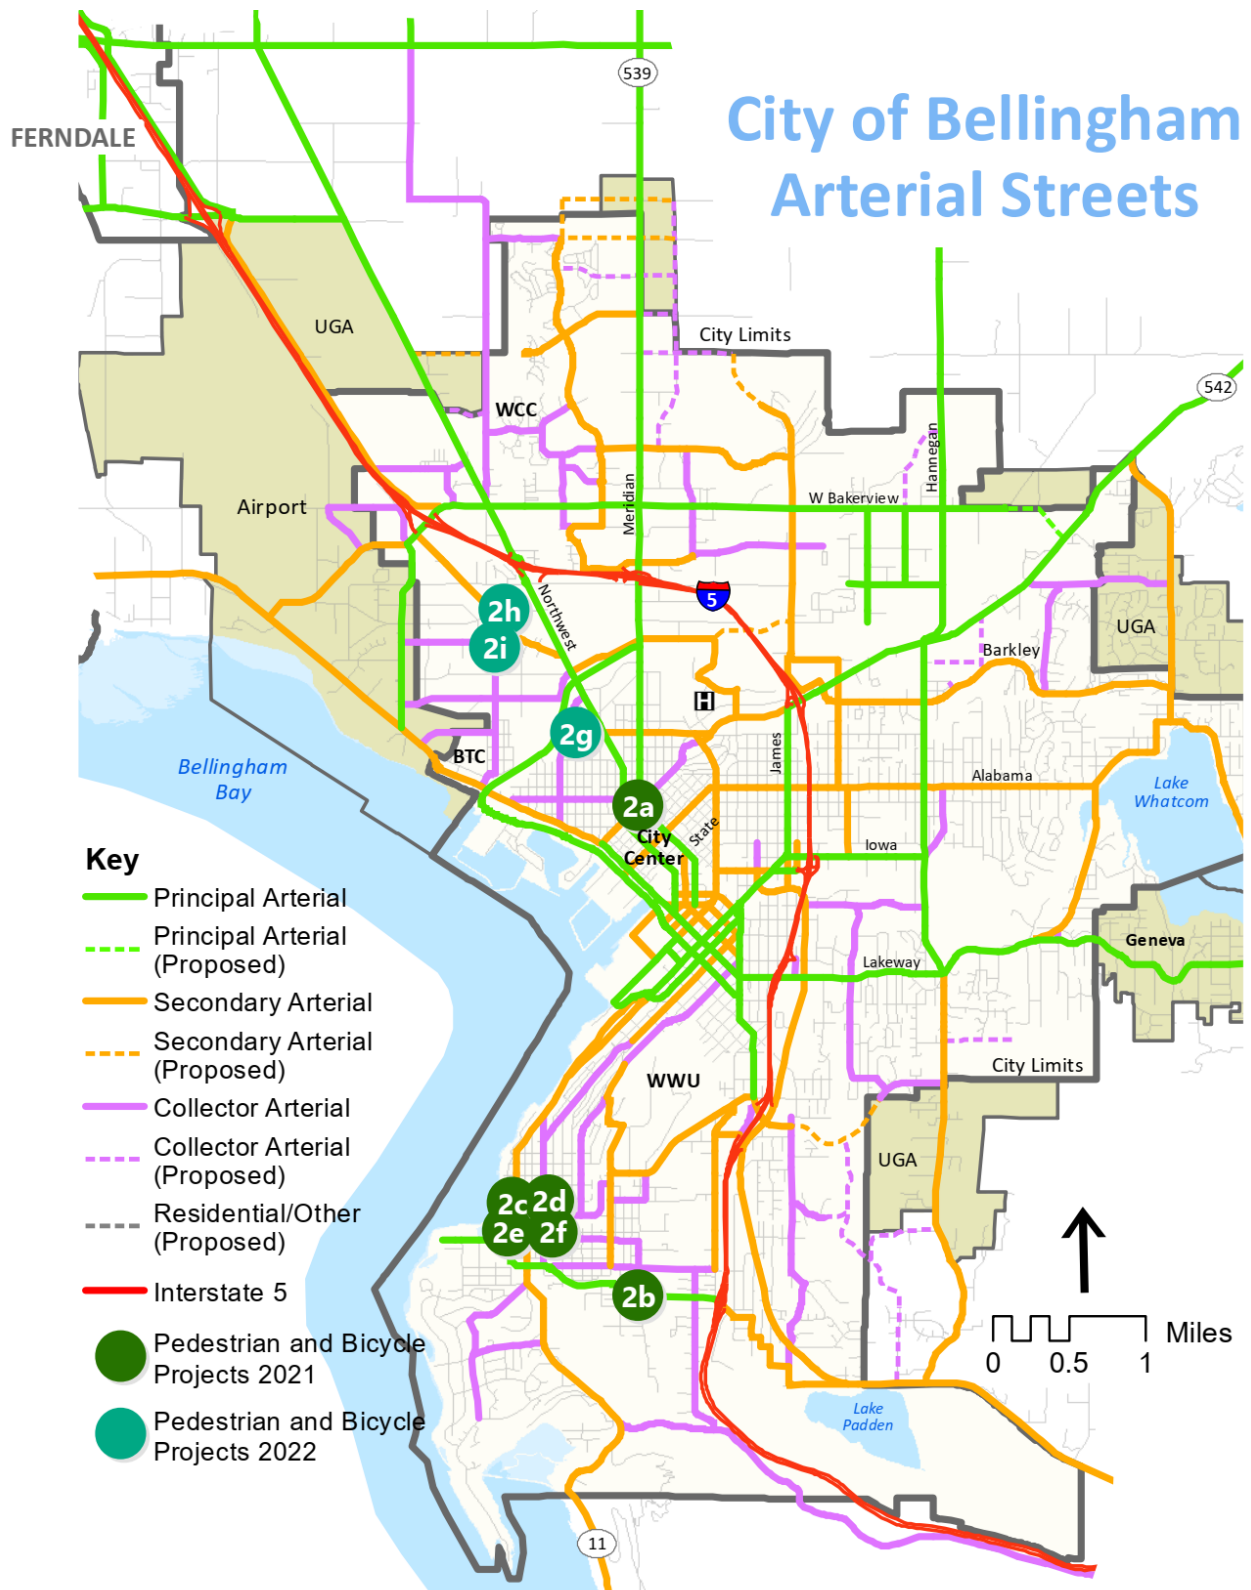 539
City of Bellingham
Arterial Streets
FERNDALE
UGA
City Limits
542
WCC
Hannegan
Meridian
W Bakerview
Airport
5
2h
Northwest
2i
UGA
Barkley
H
2g
James
BTC
Bellingham
Bay
Alabama
Lake
Whatcom
2a
State
City
Center
Iowa
Key
Principal Arterial
Principal Arterial
(Proposed)
Secondary Arterial
Secondary Arterial
(Proposed)
Collector Arterial
Collector Arterial
(Proposed)
Residential/Other
(Proposed)
Interstate 5
Pedestrian and Bicycle
Projects 2021
Pedestrian and Bicycle
Projects 2022
Geneva
Lakeway
City Limits
WWU
UGA
2c
2d
2e
2f
2b
Miles
0
0.5
1
Lake
Padden
11